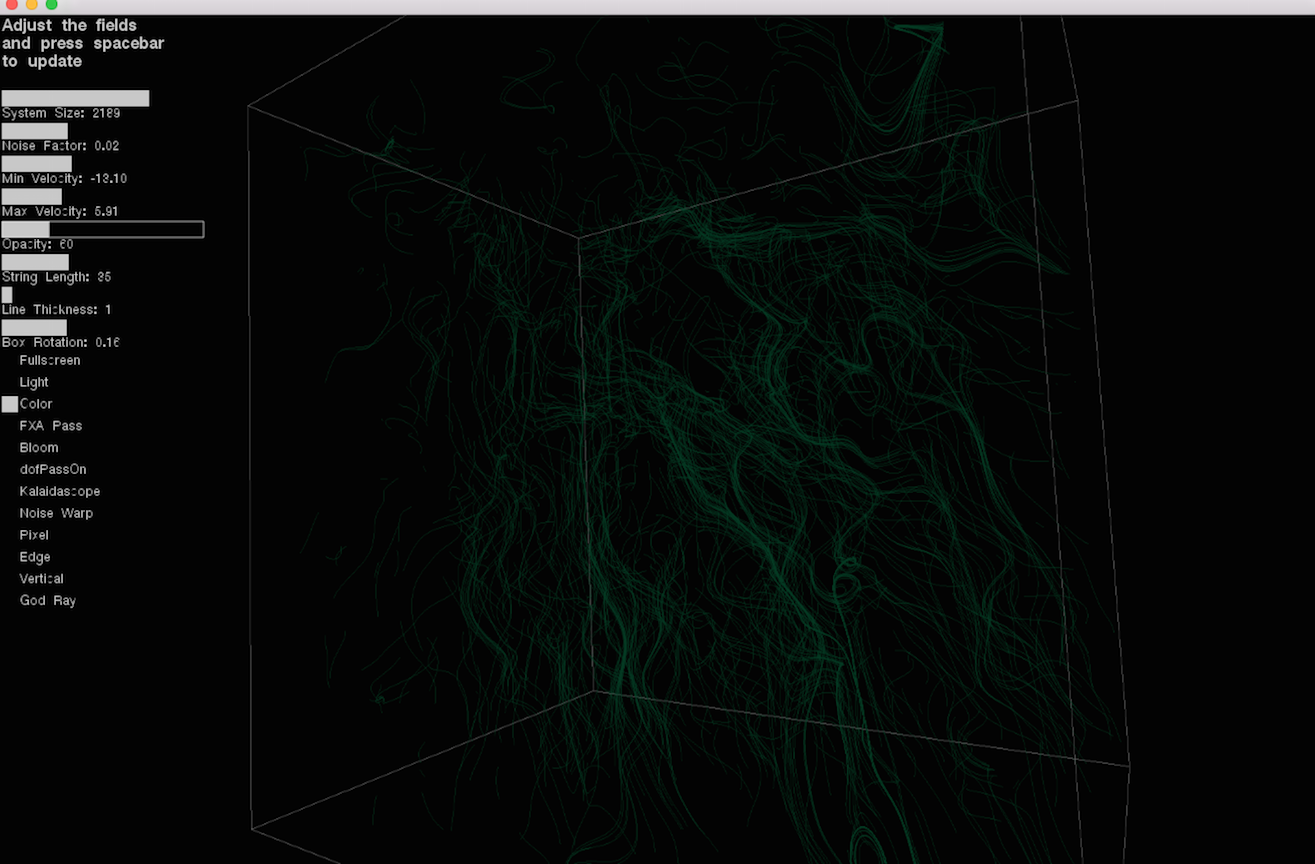 Adjust the fields
and press spacebar
to update
System Size: 2189
Noise Factor: 0.02
Min Velocity: -13.10
Max Velocity: 5.91
Opacity: 60
String Length: 35
Line Thickness: 1
Box Rotation: 0.16
Fullscreen
Light
Color
FXA Pass
Bloom
dofPassOn
Kalaidascope
Noise Warp
Pixel
Edge
Vertical
God Ray